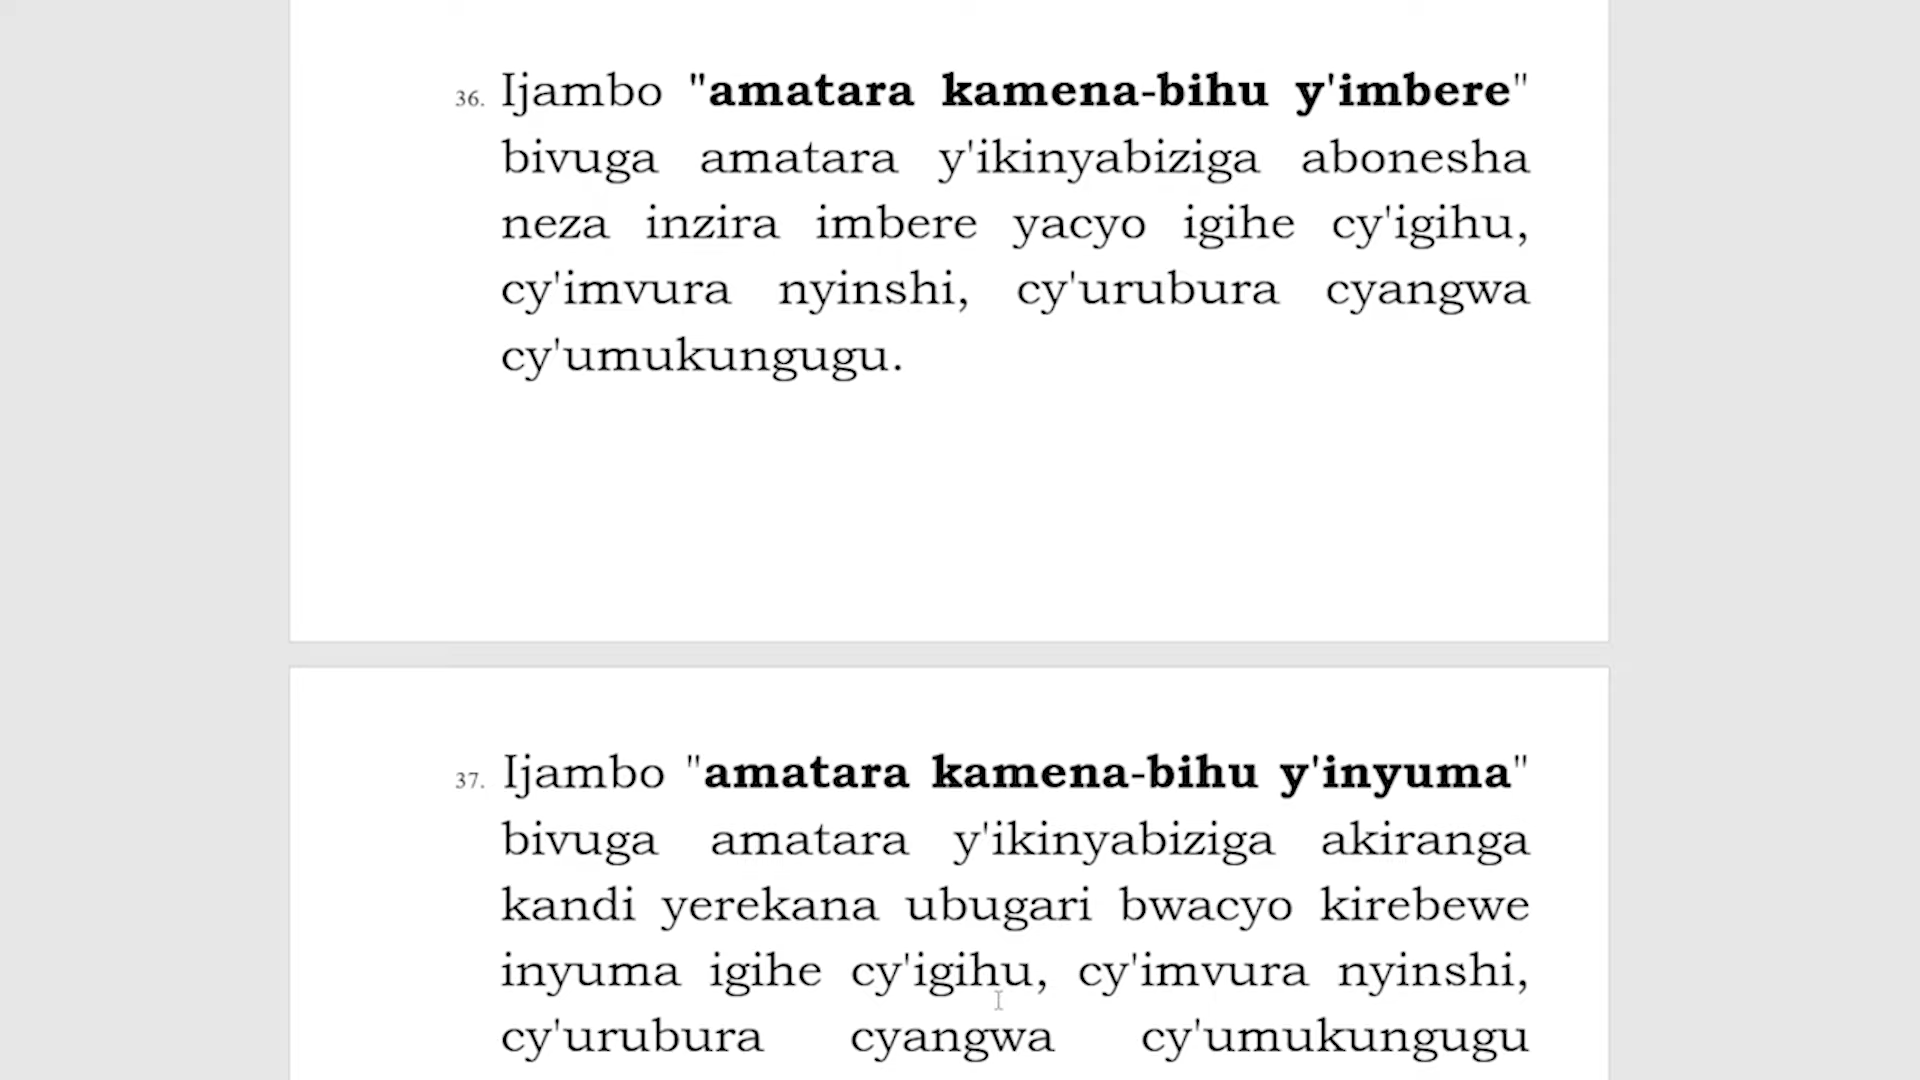 36. Ijambo "amatara kamena-bihu y'imbere"
bivuga amatara y'ikinyabiziga abonesha
neza inzira imbere yacyo igihe cy'igihu,
cy'imvura nyinshi, cy'urubura cyangwa
cy'umukungugu.
37. Ijambo "amatara kamena-bihu y'inyuma"
bivuga amatara y'ikinyabiziga akiranga
kandi yerekana ubugari bwacyo kirebewe
inyuma igihe cy'igihu, cy'imvura nyinshi,
cy'urubura cyangwa cy'umukungugu